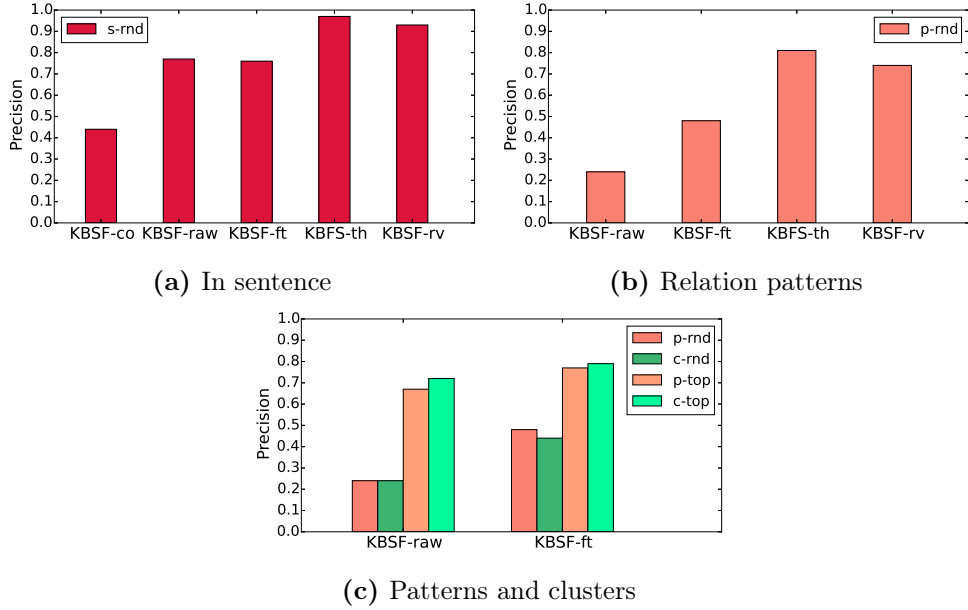 1.0
0.9
0.8
0.7
0.6
0.5
0.4
0.3
0.2
0.1
0.0
Precision
s-rnd
KBSF-co KBSF-raw KBSF-ft KBFS-th KBSF-rv
(a) In sentence
1.0
0.9
0.8
0.7
0.6
0.5
0.4
0.3
0.2
0.1
0.0
Precision
p-rnd
KBSF-raw KBSF-ft KBFS-th KBSF-rv
(b) Relation patterns
1.0
0.9
0.8
0.7
0.6
0.5
0.4
0.3
0.2
0.1
0.0
Precision
p-rnd
c-rnd
p-top
c-top
KBSF-raw KBSF-ft
(c) Patterns and clusters